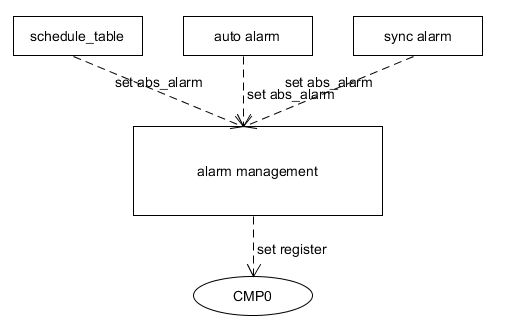 schedule_table
auto alarm
sync alarm
set abs_alarm
set abs_alarm
set abs_alarm
alarm management
set register
CMP0